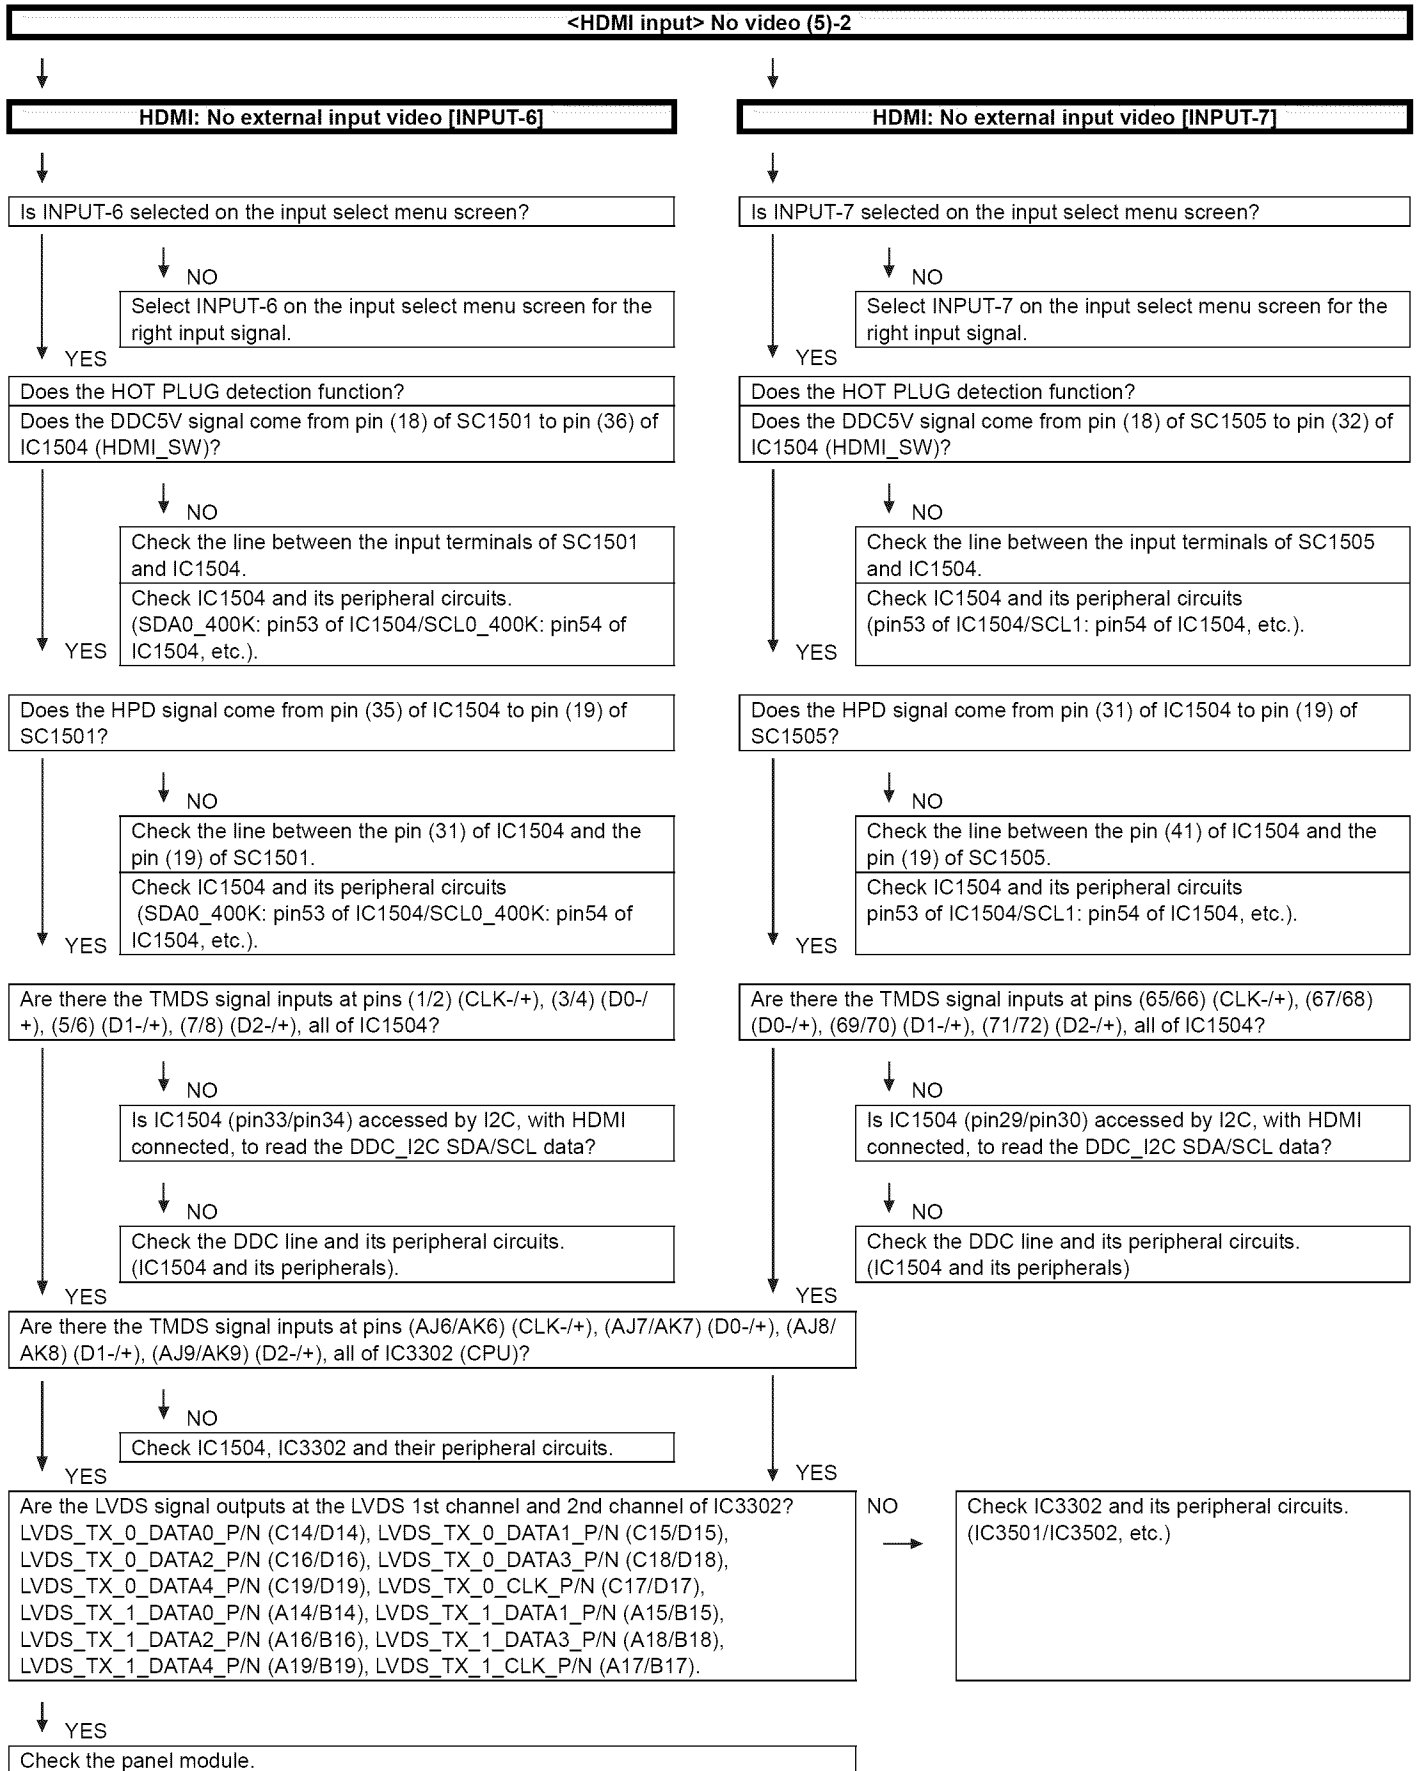 <HDMI input> No video (5)-2
HDMI: No external input video [INPUT-6]
Is INPUT-6 selected on the input select menu screen?
NO
Select INPUT-6 on the input select menu screen for the
right input signal.
YES
Does the HOT PLUG detection function?
Does the DDC5V signal come from pin (18) of SC1501 to pin (36) of
IC1504 (HDMI_SW)?
NO
Check the line between the input terminals of SC1501
and IC1504.
Check IC1504 and its peripheral circuits.
(SDA0_400K: pin53 of IC1504/SCL0_400K: pin54 of
IC1504, etc.).
YES
Does the HPD signal come from pin (35) of IC1504 to pin (19) of
SC1501?
NO
Check the line between the pin (31) of IC1504 and the
pin (19) of SC1501.
Check IC1504 and its peripheral circuits
(SDA0_400K: pin53 of IC1504/SCL0_400K: pin54 of
IC1504, etc.).
YES
Are there the TMDS signal inputs at pins (1/2) (CLK-/+), (3/4) (D0-/
+), (5/6) (D1-/+), (7/8) (D2-/+), all of IC1504?
NO
Is IC1504 (pin33/pin34) accessed by I2C, with HDMI
connected, to read the DDC_I2C SDA/SCL data?
NO
Check the DDC line and its peripheral circuits.
(IC1504 and its peripherals).
YES
HDMI: No external input video [INPUT-7]
Is INPUT-7 selected on the input select menu screen?
NO
Select INPUT-7 on the input select menu screen for the
right input signal.
YES
Does the HOT PLUG detection function?
Does the DDC5V signal come from pin (18) of SC1505 to pin (32) of
IC1504 (HDMI_SW)?
NO
Check the line between the input terminals of SC1505
and IC1504.
Check IC1504 and its peripheral circuits
(pin53 of IC1504/SCL1: pin54 of IC1504, etc.).
YES
Does the HPD signal come from pin (31) of IC1504 to pin (19) of
SC1505?
NO
Check the line between the pin (41) of IC1504 and the
pin (19) of SC1505.
Check IC1504 and its peripheral circuits
pin53 of IC1504/SCL1: pin54 of IC1504, etc.).
YES
Are there the TMDS signal inputs at pins (65/66) (CLK-/+), (67/68)
(D0-/+), (69/70) (D1-/+), (71/72) (D2-/+), all of IC1504?
NO
Is IC1504 (pin29/pin30) accessed by I2C, with HDMI
connected, to read the DDC_I2C SDA/SCL data?
NO
Check the DDC line and its peripheral circuits.
(IC1504 and its peripherals)
YES
Are there the TMDS signal inputs at pins (AJ6/AK6) (CLK-/+), (AJ7/AK7) (D0-/+), (AJ8/
AK8) (D1-/+), (AJ9/AK9) (D2-/+), all of IC3302 (CPU)?
NO
Check IC1504, IC3302 and their peripheral circuits.
YES
YES
Are the LVDS signal outputs at the LVDS 1st channel and 2nd channel of IC3302?
LVDS_TX_0_DATA0_P/N (C14/D14), LVDS_TX_0_DATA1_P/N (C15/D15),
LVDS_TX_0_DATA2_P/N (C16/D16), LVDS_TX_0_DATA3_P/N (C18/D18),
LVDS_TX_0_DATA4_P/N (C19/D19), LVDS_TX_0_CLK_P/N (C17/D17),
LVDS_TX_1_DATA0_P/N (A14/B14), LVDS_TX_1_DATA1_P/N (A15/B15),
LVDS_TX_1_DATA2_P/N (A16/B16), LVDS_TX_1_DATA3_P/N (A18/B18),
LVDS_TX_1_DATA4_P/N (A19/B19), LVDS_TX_1_CLK_P/N (A17/B17).
NO
Check IC3302 and its peripheral circuits.
(IC3501/IC3502, etc.)
YES
Check the panel module.